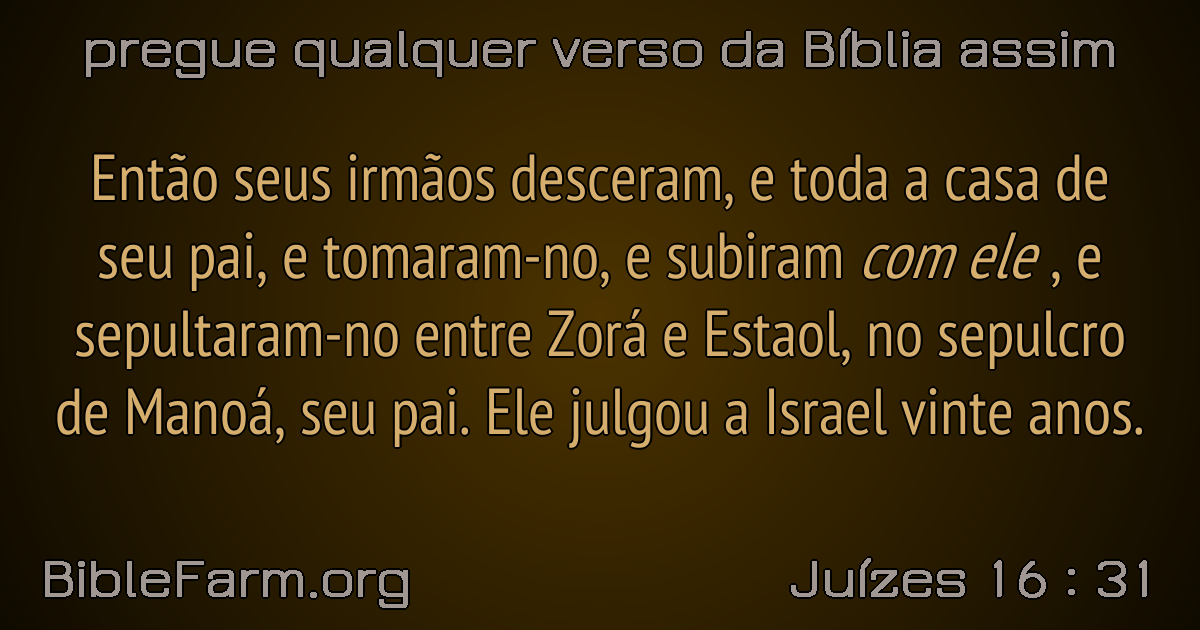 pregue qualquer verso da Bíblia assim
Então seus irmãos desceram, e toda a casa de
seu pai, e tomaram-no, e subiram com ele , e
sepultaram-no entre Zorá e Estaol, no sepulcro
de Manoá, seu pai. Ele julgou a Israel vinte anos.
BibleFarm.org
Juízes 16 : 31